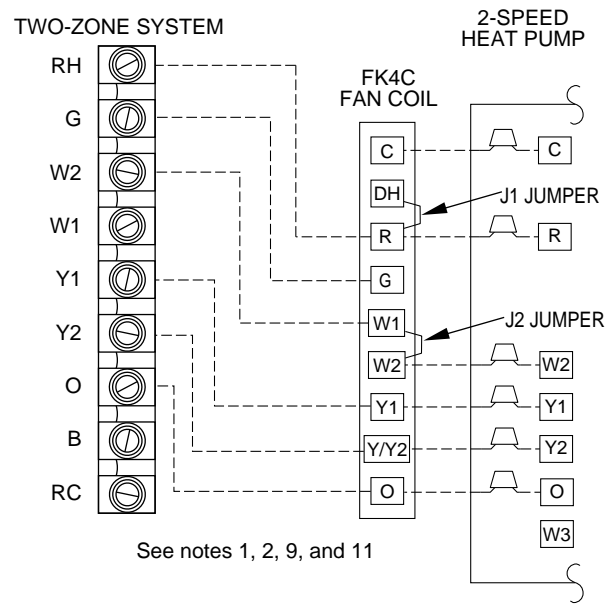 TWO-ZONE SYSTEM
RH
G
W2
W1
Y1
Y2
O
B
RC
FK4C
FAN COIL
C
DH
R
G
W1
W2
Y1
Y/Y2
O
J1 JUMPER
J2 JUMPER
2-SPEED
HEAT PUMP
C
R
W2
Y1
Y2
O
W3
See notes 1, 2, 9, and 11